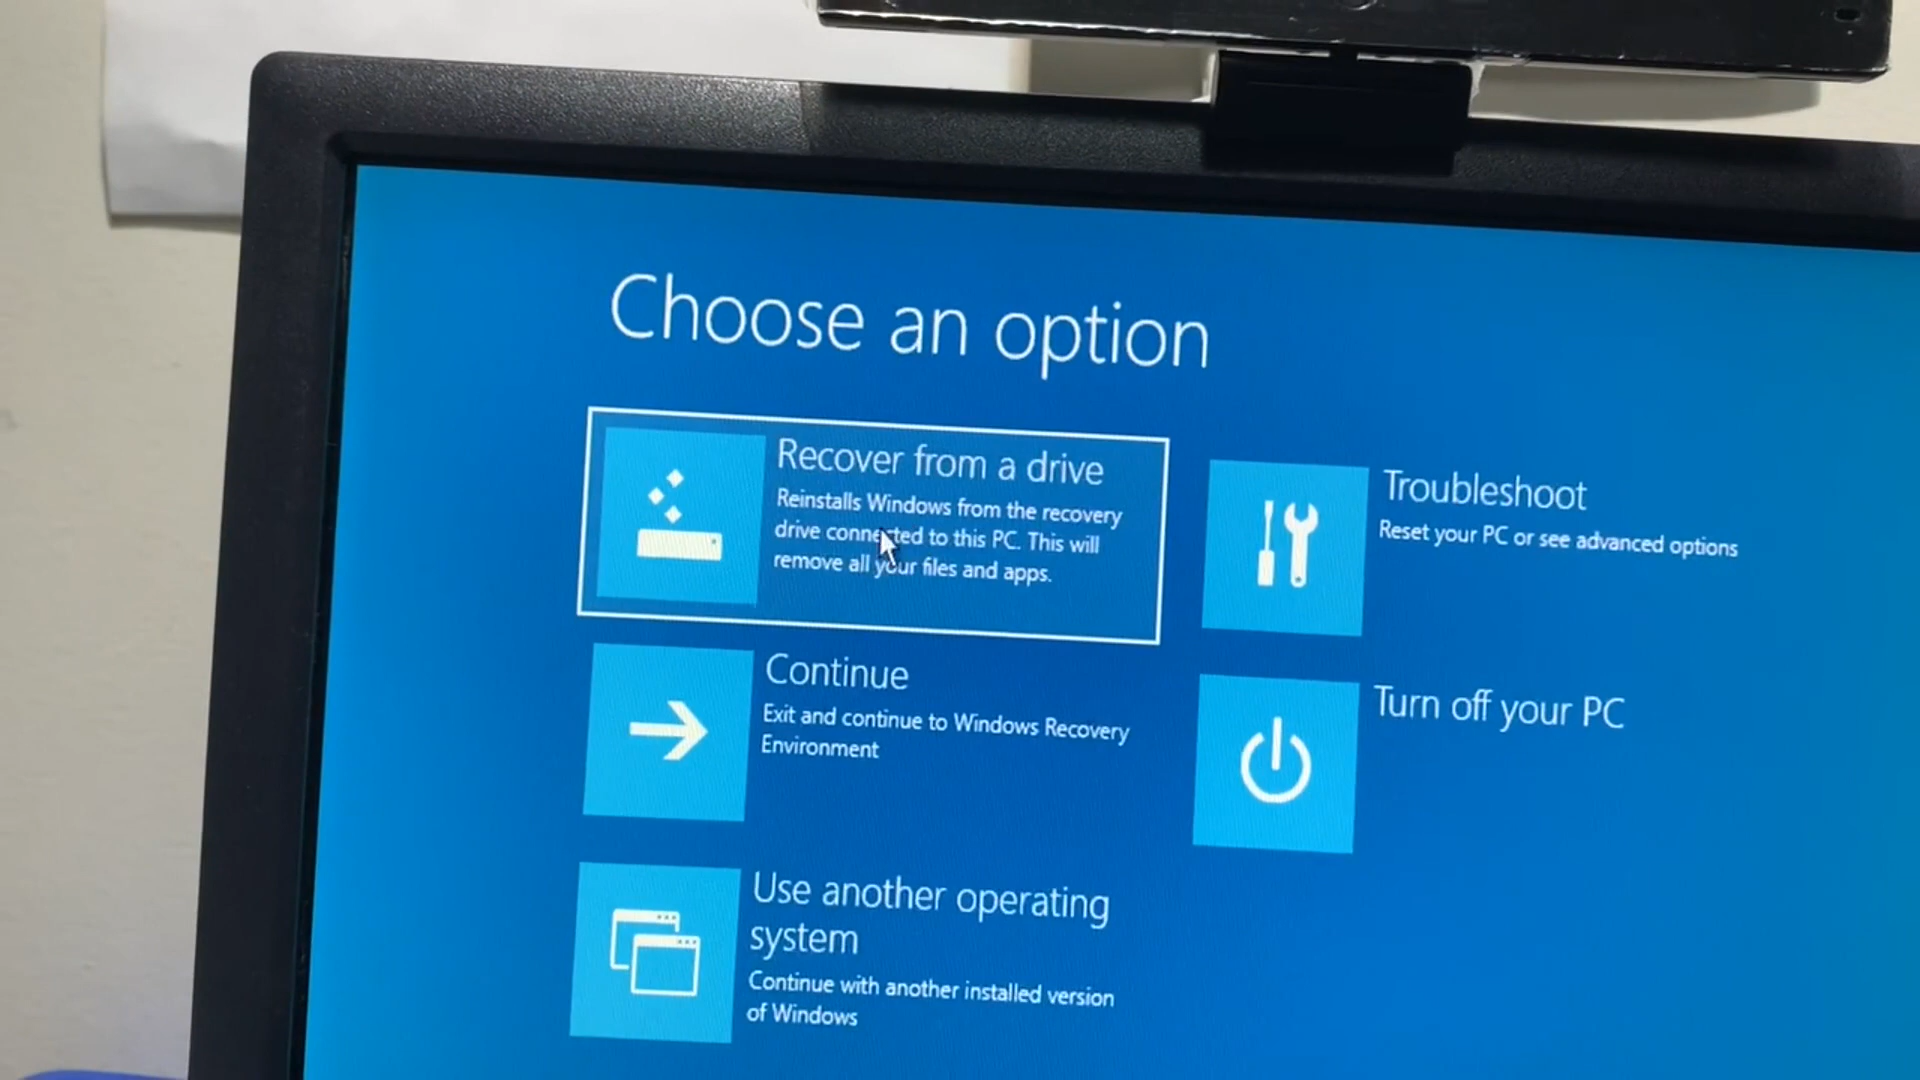 Choose an option
Recover from a drive
Reinstalls Windows from the recovery
drive connected to this PC. This will
remove all your files and apps.
Troubleshoot
Reset your PC or see advanced options
Continue
Exit and continue to Windows Recovery
Environment
Turn off your PC
Use another operating
system
Continue with another installed version
of Windows